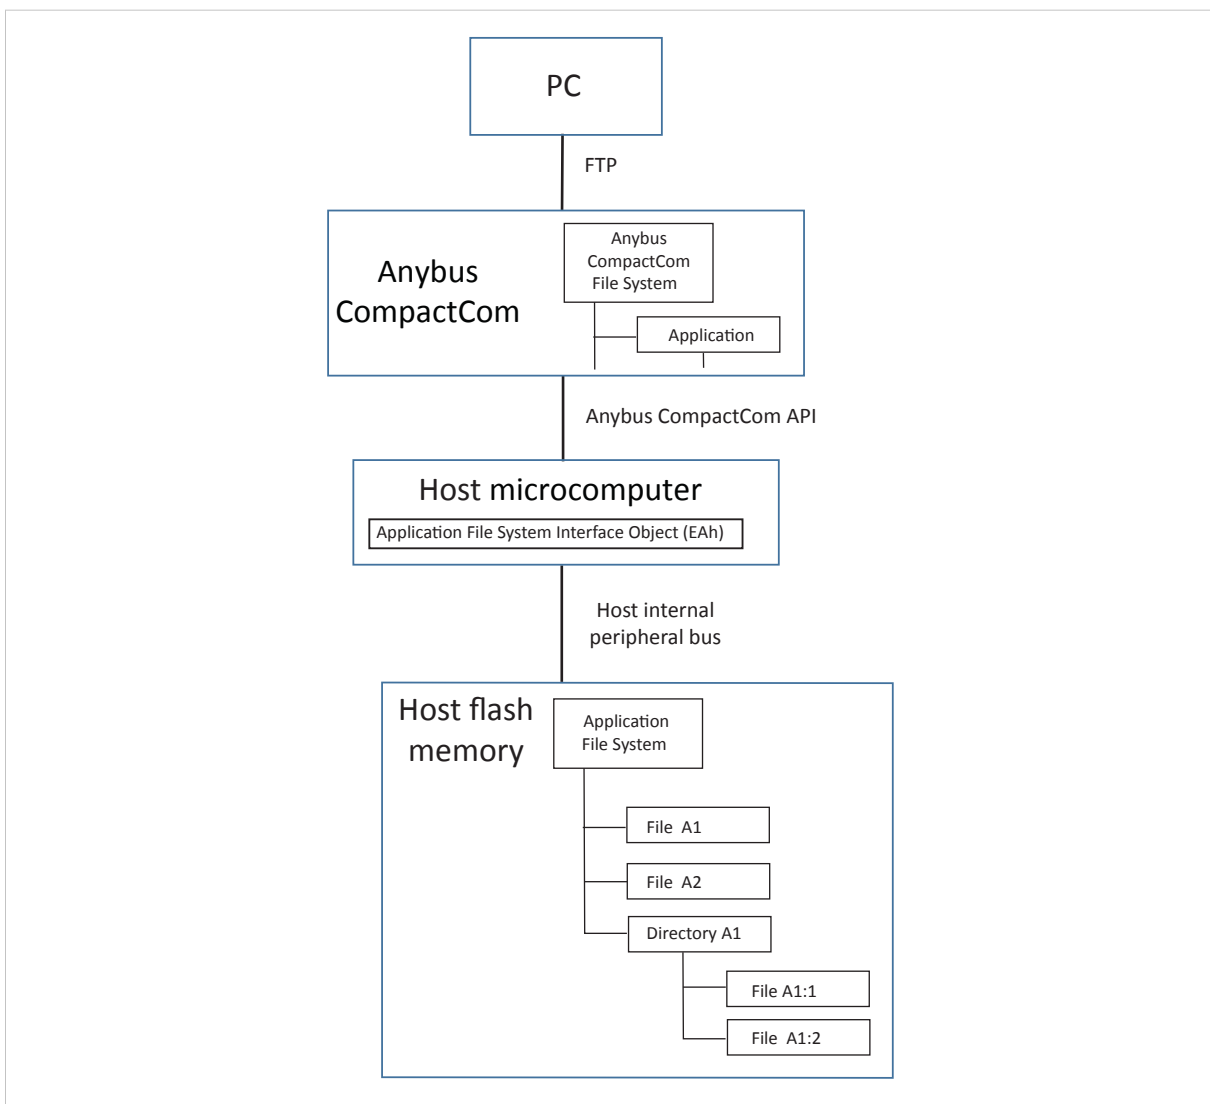 PC
FTP
Anybus
CompactCom
Anybus
CompactCom
File System
Application
Anybus CompactCom API
Host microcomputer
Application File System Interface Object (EAh)
Host internal
peripheral bus
Host flash
memory
Application
File System
File A1
File A2
Directory A1
File A1:1
File A1:2